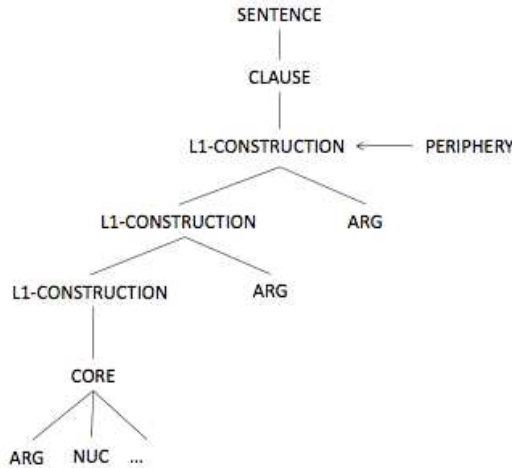 SENTENCE
CLAUSE
L1-CONSTRUCTION
PERIPHERY
L1-CONSTRUCTION
ARG
L1-CONSTRUCTION
ARG
CORE
ARG
NUC
...